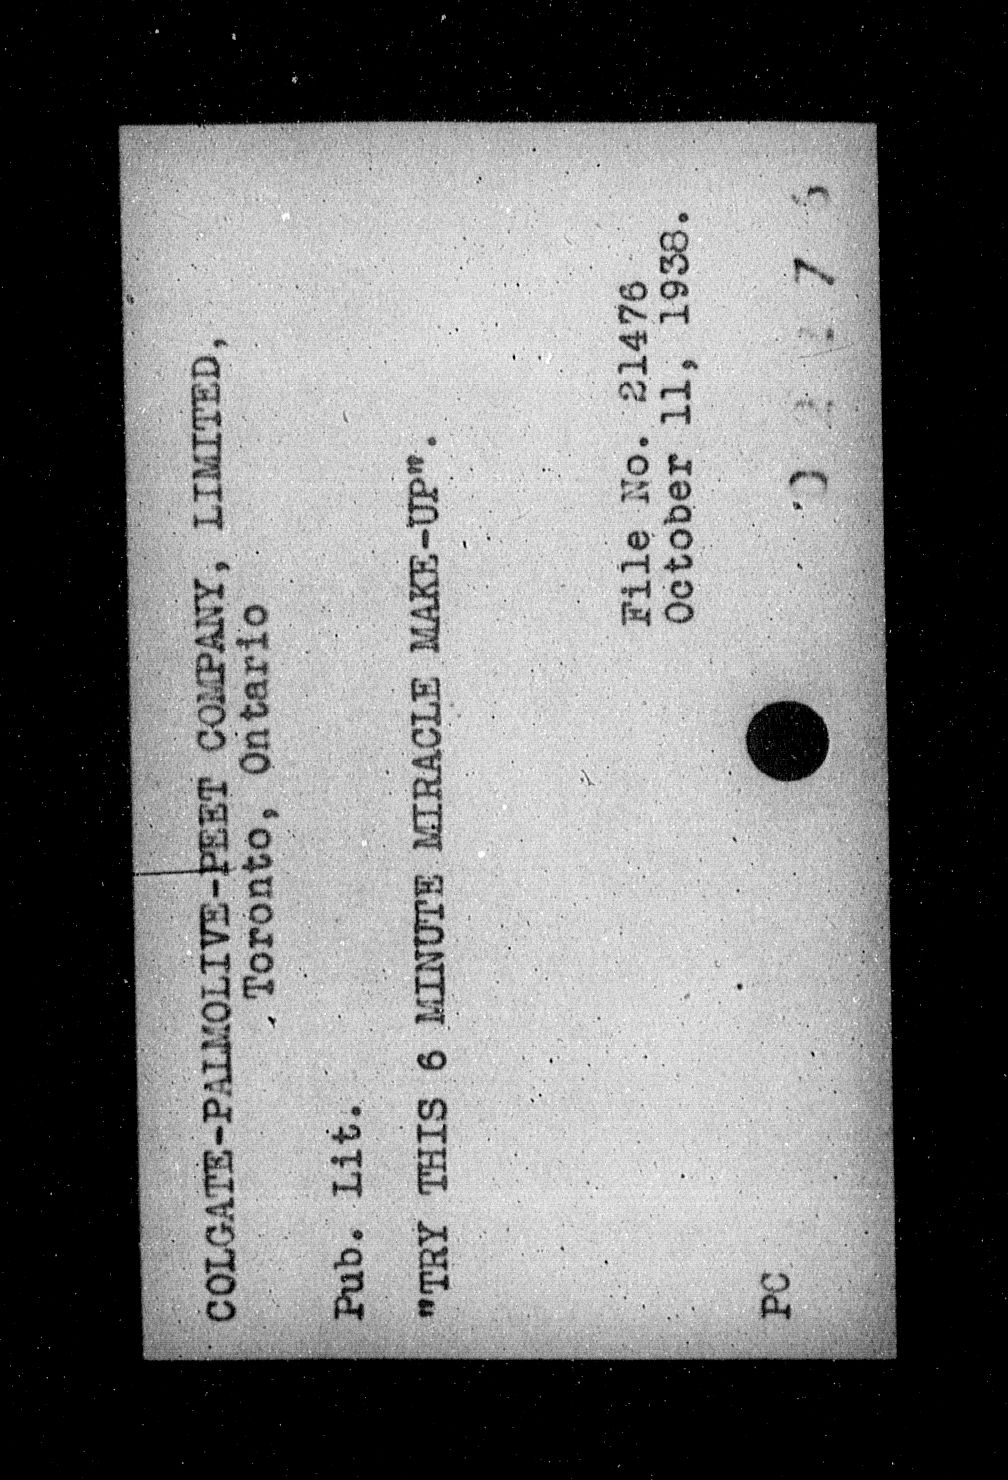 COLGATE-PALMOLIVE-PEET COMPANY, LIMITED,
Toronto, Ontario
Pub. Lit.
"TRY THIS 6 MINUTE MIRACLE MAKE-UP".
File No. 21476
October 11, 1938.
PC